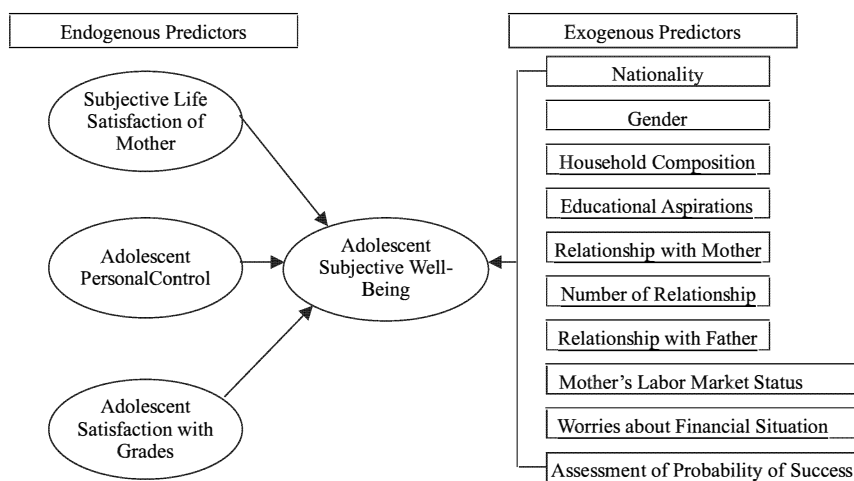 Endogenous Predictors
Exogenous Predictors
Subjective Life
Satisfaction of
Mother
Adolescent
PersonalControl
Adolescent
Satisfaction with
Grades
Adolescent
Subjective Well-
Being
Nationality
Gender
Household Composition
Educational Aspirations
Relationship with Mother
Number of Relationship
Relationship with Father
Mother's Labor Market Status
Worries about Financial Situation
Assessment of Probability of Success